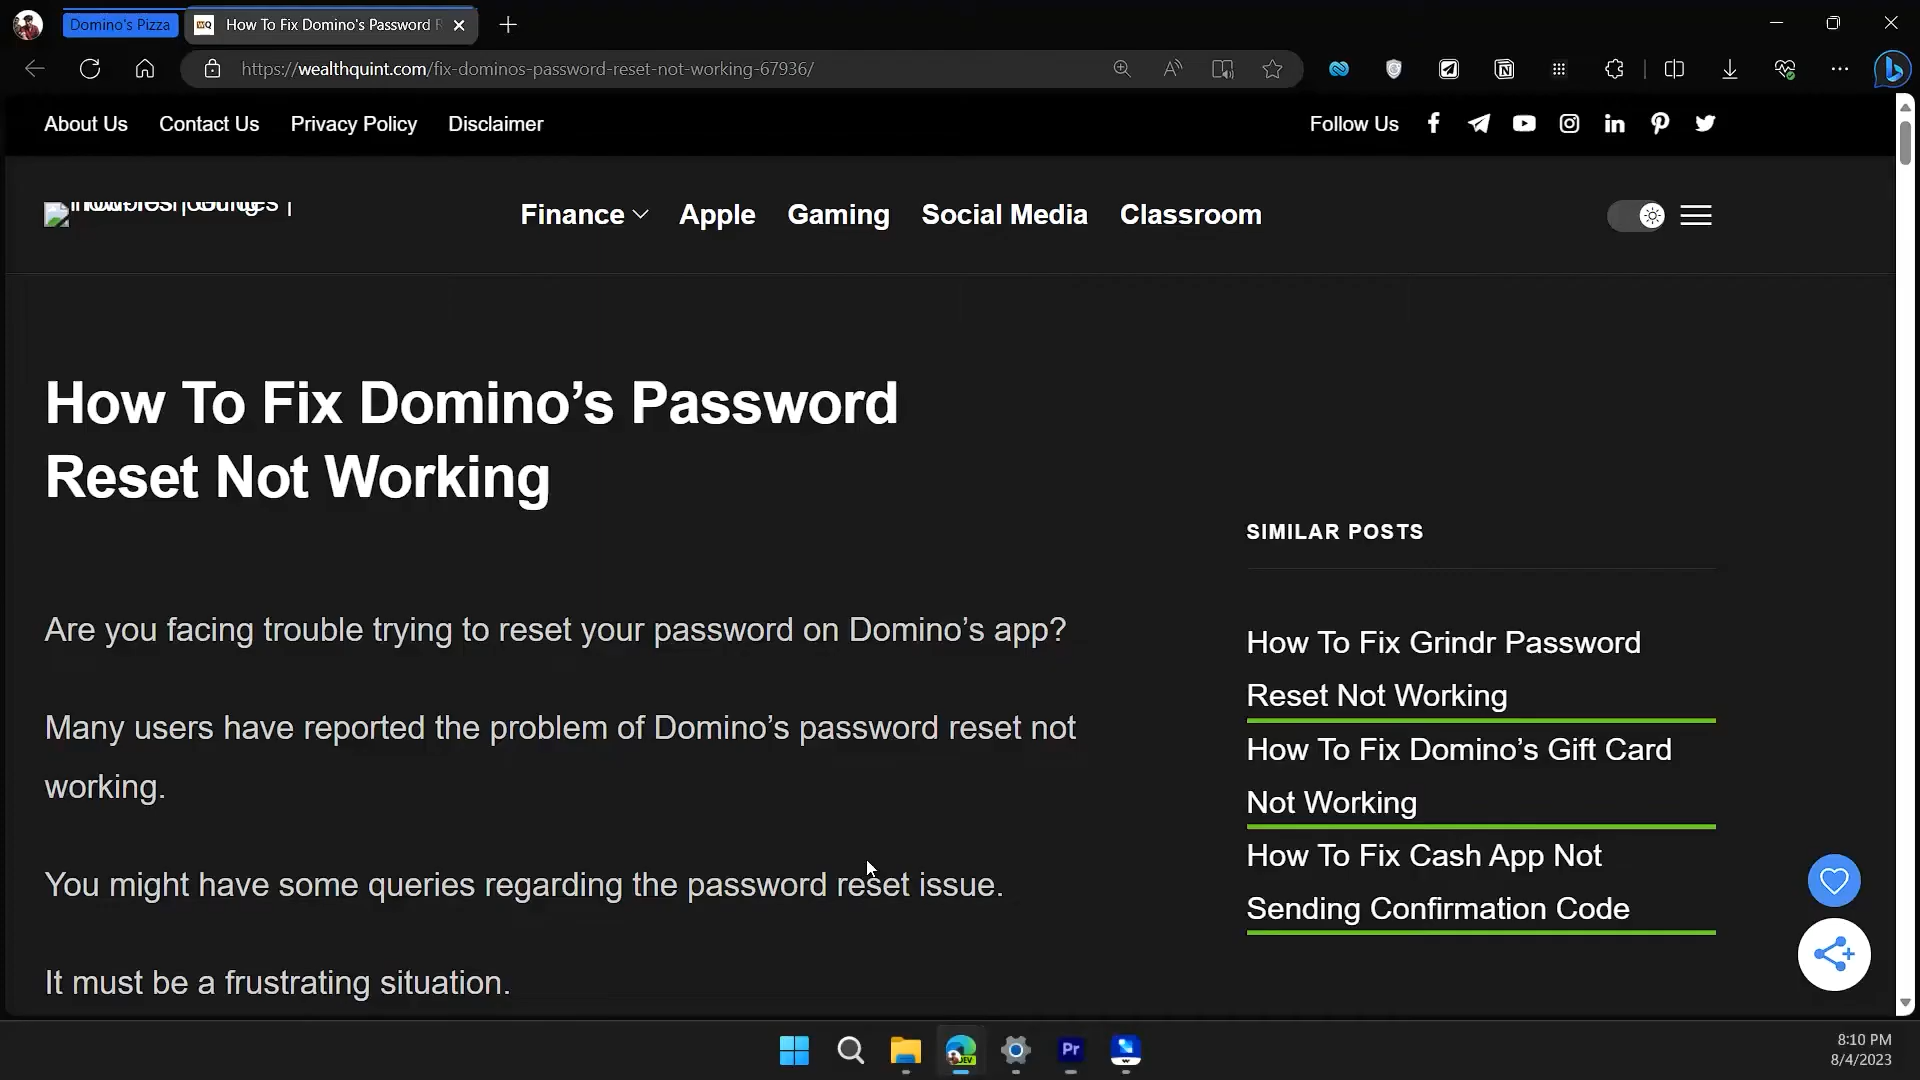 Domino's Pizza
How To Fix Domino's Password R
https://wealthquint.com/fix-dominos-password-reset-not-working-67936/
About Us
Contact Us
Privacy Policy
Disclaimer
Follow Us
Finance
Apple
Gaming
Social Media
Classroom
How To Fix Domino’s Password
Reset Not Working
Are you facing trouble trying to reset your password on Domino’s app?
Many users have reported the problem of Domino’s password reset not
working.
You might have some queries regarding the password reset issue.
It must be a frustrating situation.
SIMILAR POSTS
How To Fix Grindr Password
Reset Not Working
How To Fix Domino’s Gift Card
Not Working
How To Fix Cash App Not
Sending Confirmation Code
DEV
Pr
8:10 PM
8/4/2023